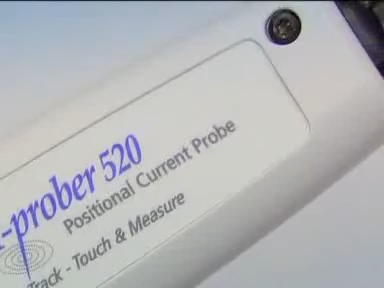 -prober 520
Positional Current Probe
Track - Touch & Measure